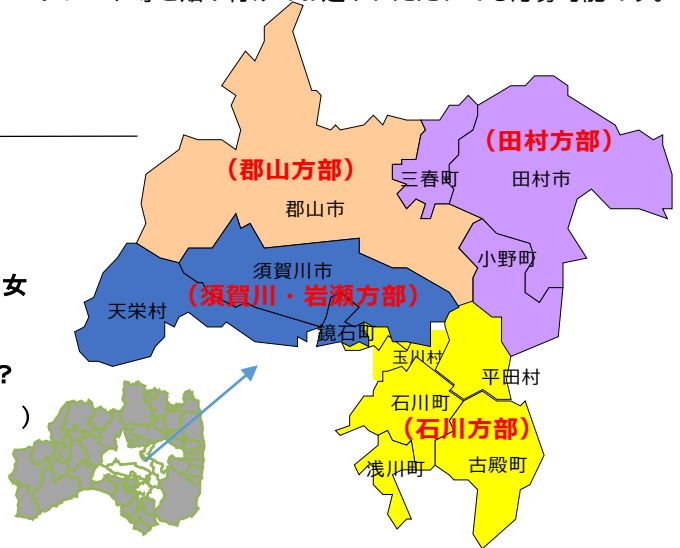 （田村方部）
（郡山方部）
三春町
田村市
郡山市
小野町
須賀川市
女
（須賀川・岩瀬方部）
天栄村
鏡石町
玉川村
?
平田村
石川町
）
（石川方部）
浅川町
古殿町